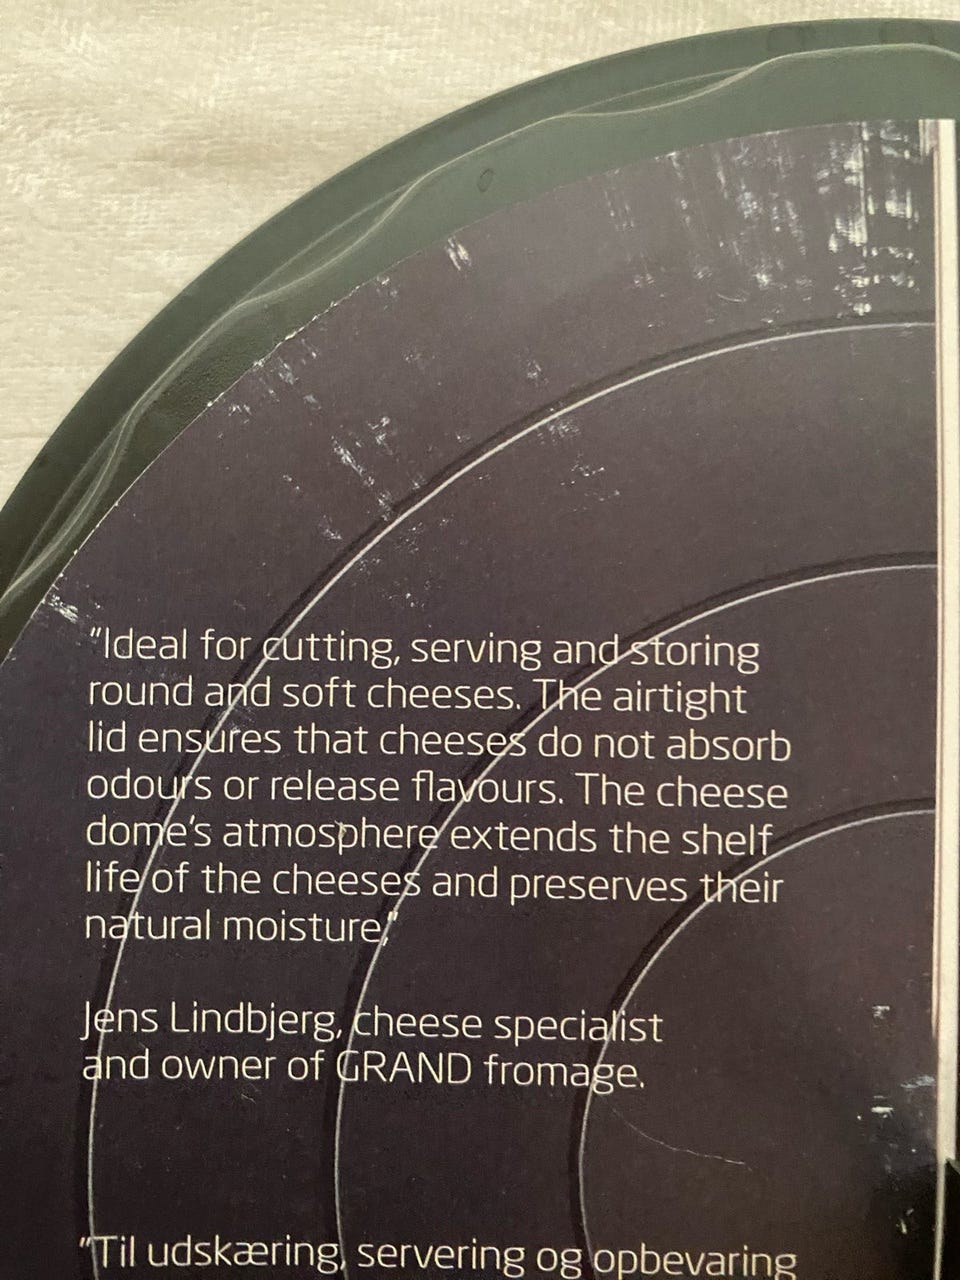 "Ideal for cutting, serving and storing
round and soft cheeses. The airtight
lid ensures that cheeses do not absorb
odours or release flavours. The cheese
dome's atmosphere extends the shelf
life of the cheeses and preserves their
natural moisture,"
Jens Lindbjerg, cheese specialist
and owner of GRAND fromage.
"Til udskæring, servering og opbevaring